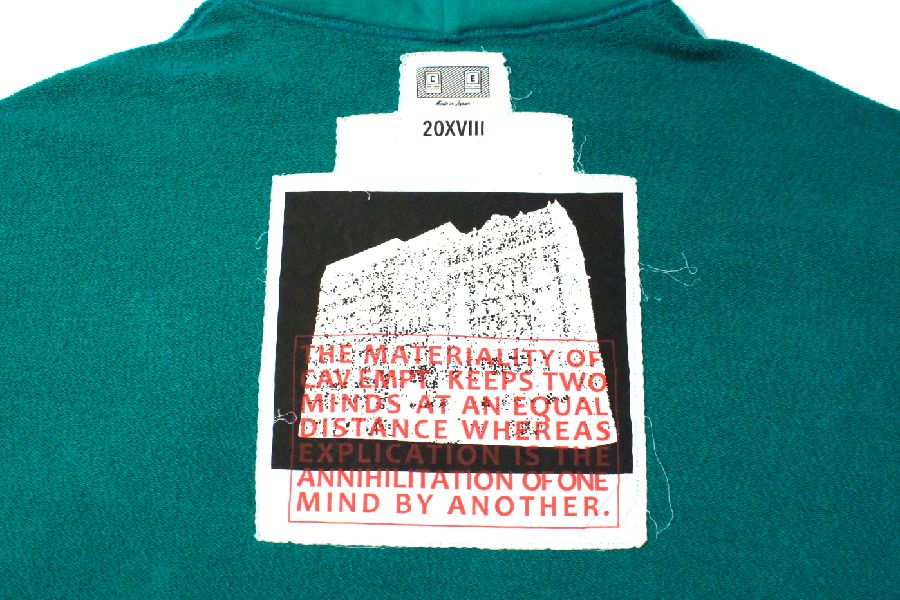 C E
Made in Japan
20XVIII
THE MATERIALITY OF
CAV EMPT, KEEPS TWO
MINDS AT AN EQUAL
DISTANCE WHEREAS
EXPLICATION IS THE
ANNIHILITATION OF ONE
MIND BY ANOTHER.